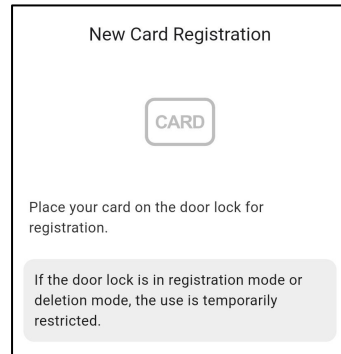 New Card Registration
CARD
Place your card on the door lock for
registration.
If the door lock is in registration mode or
deletion mode, the use is temporarily
restricted.